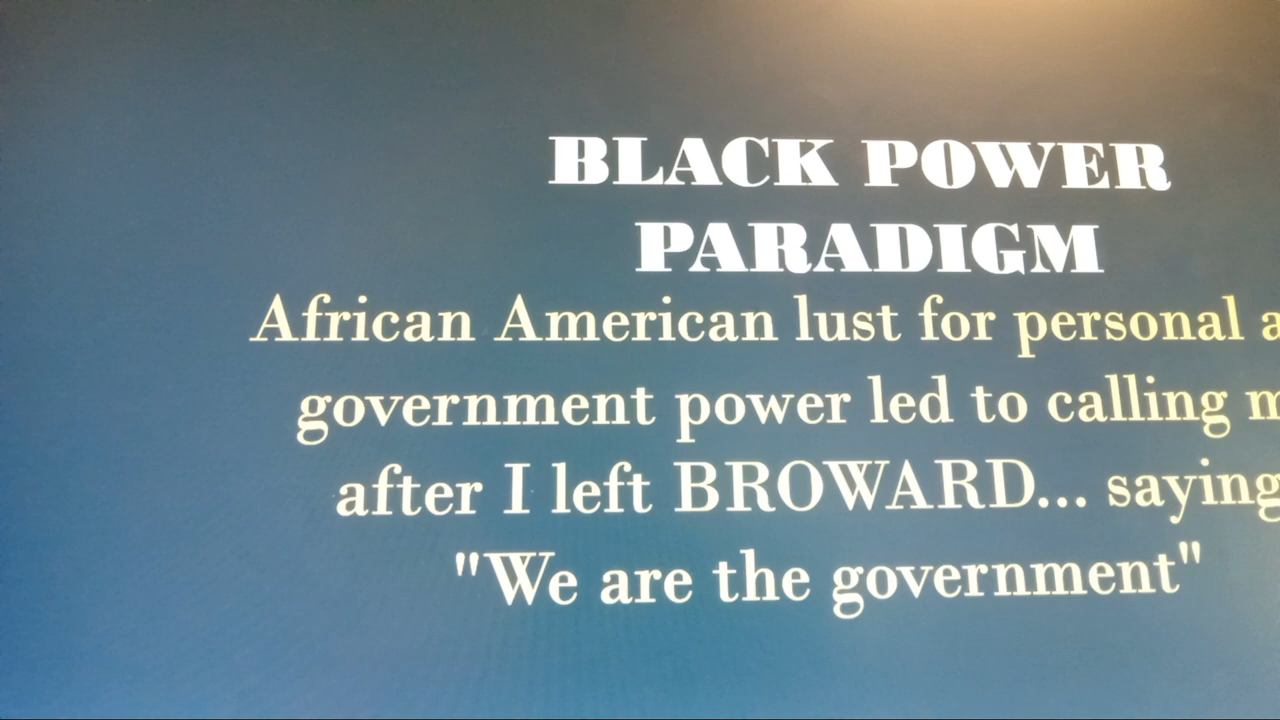 BLACK POWER
PARADIGM
African American lust for personal
government power led to calling
after I left BROWARD... saying
"We are the government"